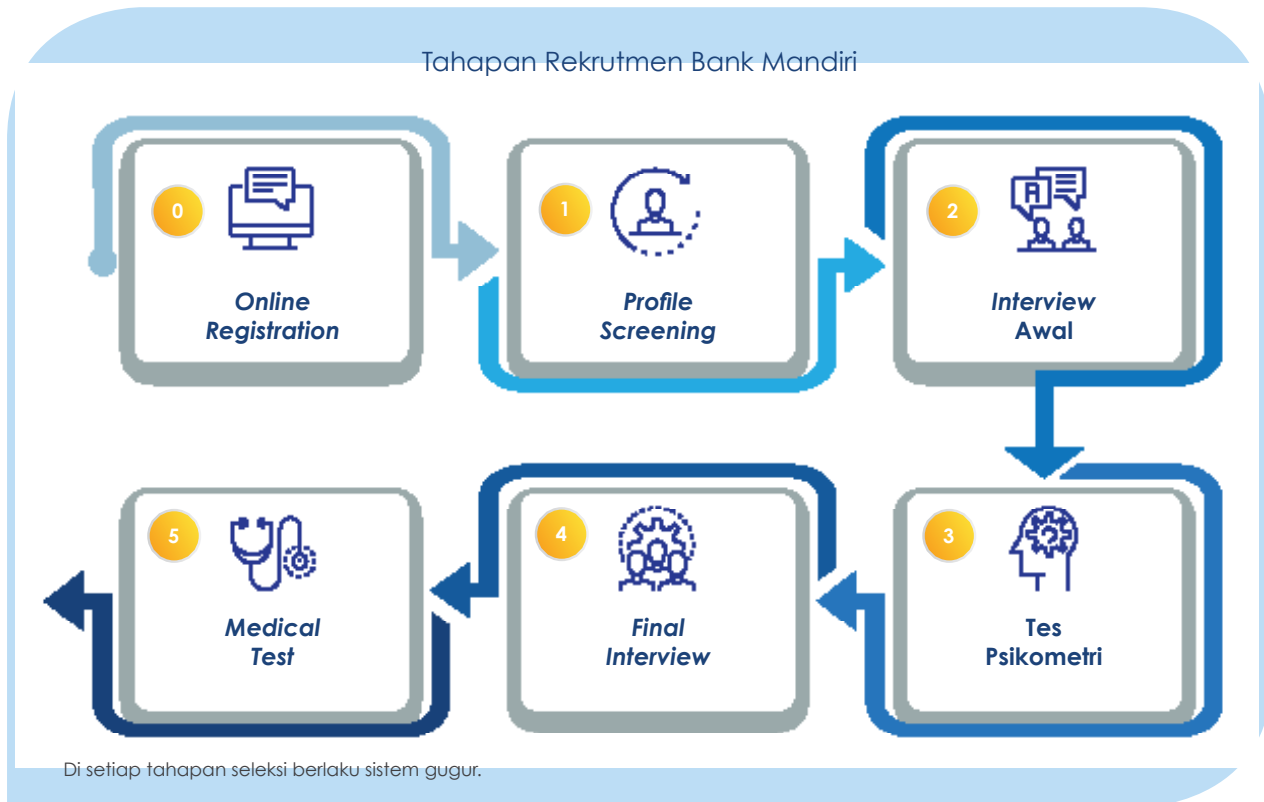 Tahapan Rekrutmen Bank Mandiri
0
Online
Registration
1
Profile
Screening
2
A
Interview
Awal
3
Tes
Psikometri
4
Final
Interview
5
Medical
Test
Di setiap tahapan seleksi berlaku sistem gugur.